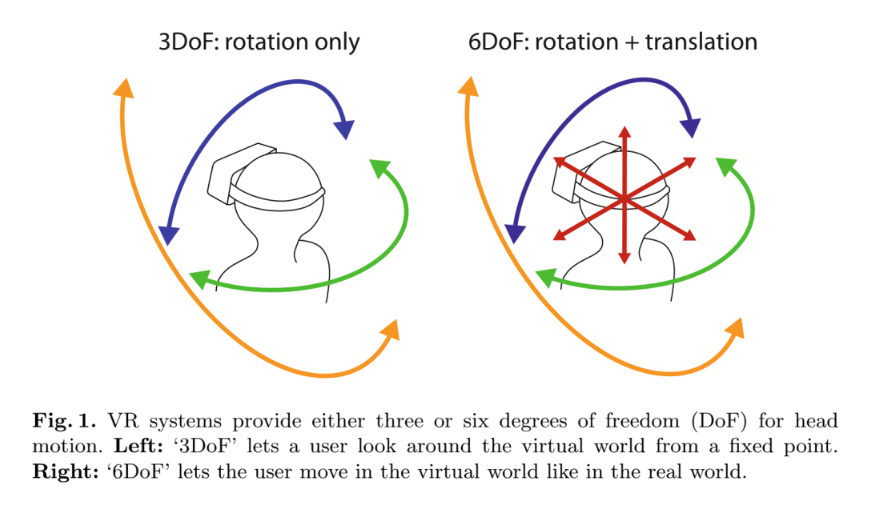 3DoF: rotation only
6DoF: rotation + translation
Fig. 1. VR systems provide either three or six degrees of freedom (DoF) for head
motion. Left: ‘3DoF’ lets a user look around the virtual world from a fixed point.
Right: ‘6DoF’ lets the user move in the virtual world like in the real world.